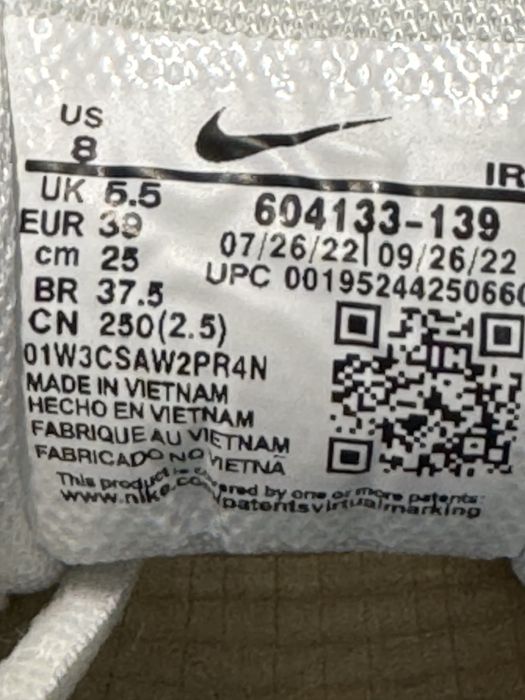 US
8
IR
UK 5.5
EUR 39
cm 25
BR 37.5
CN 250(2.5)
604133-139
07/26/22 09/26/22
UPC 00195244250660
01W3CSAW2PR4N
MADE IN VIETNAM
HECHO EN VIETNAM
FABRIQUE AU VIETNAM
FABRICADO NO VIETNÃ
This product is covered by one or more patents:
www.nike.com/patentsvirtualmarking